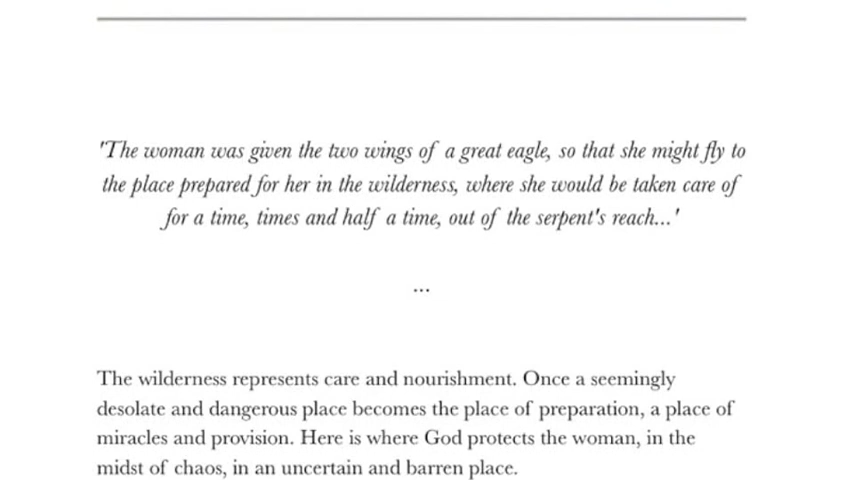 'The woman was given the two wings of a great eagle, so that she might fly to
the place prepared for her in the wilderness, where she would be taken care of
for a time, times and half a time, out of the serpent's reach...'
...
The wilderness represents care and nourishment. Once a seemingly
desolate and dangerous place becomes the place of preparation, a place of
miracles and provision. Here is where God protects the woman, in the
midst of chaos, in an uncertain and barren place.